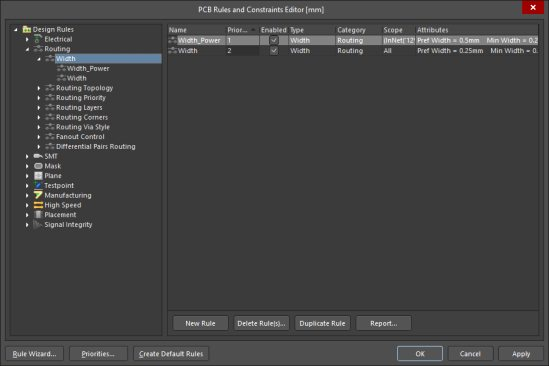 PCB Rules and Constraints Editor [mm]
Design Rules
Electrical
Routing
Width
Width_Power
Width
Routing Topology
Routing Priority
Routing Layers
Routing Corners
Routing Via Style
Fanout Control
Differential Pairs Routing
SMT
Mask
Plane
Testpoint
Manufacturing
High Speed
Placement
Signal Integrity
Name Prior... Enabled Type Category Scope Attributes
Width_Power 1 Width Routing (InNet('12V Pref Width = 0.5mm Min Width = 0.2
Width 2 Width Routing All Pref Width = 0.25mm Min Width = 0.
New Rule Delete Rule(s)... Duplicate Rule Report...
Rule Wizard... Priorities... Create Default Rules OK Cancel Apply